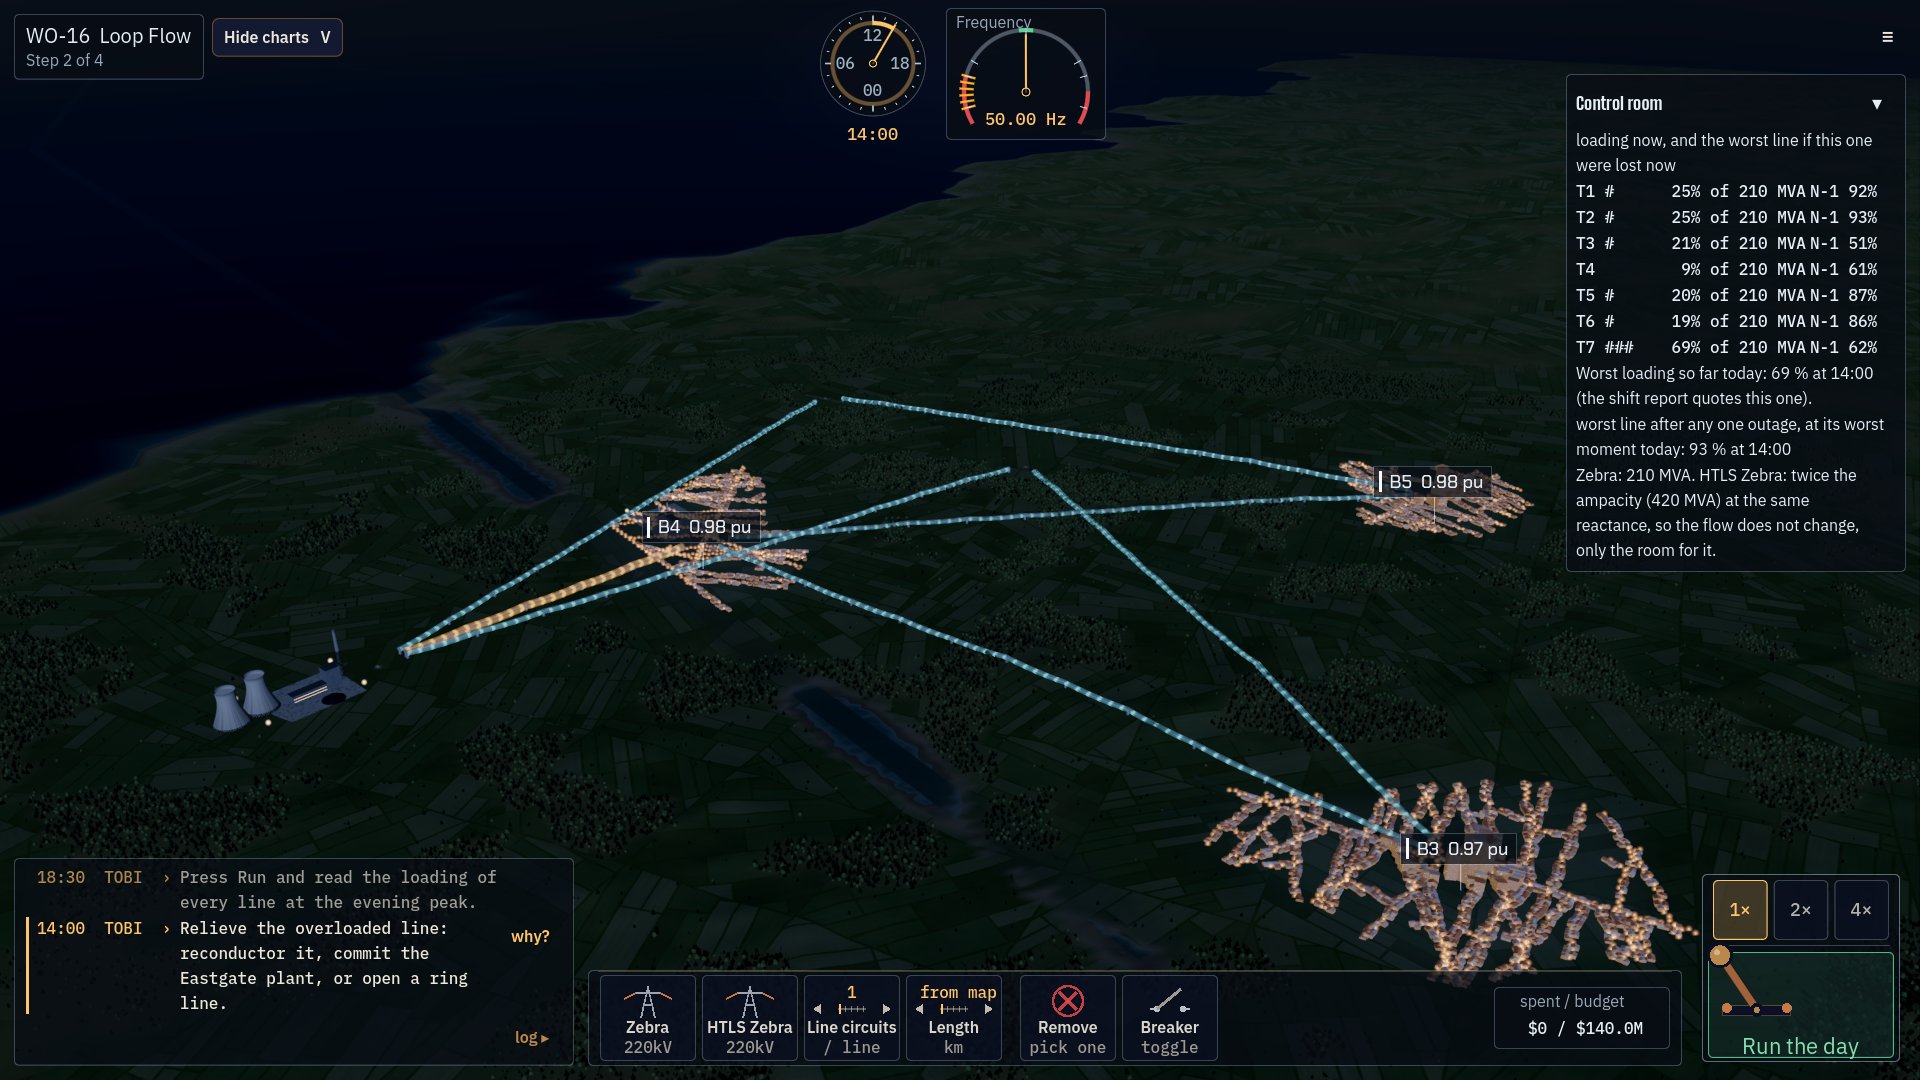 WO-16 Loop Flow
Step 2 of 4
Hide charts V
12
06
18
00
14:00
Frequency
50.00 Hz
≡
Control room ▼
loading now, and the worst line if this one
were lost now
T1 # 25% of 210 MVA N-1 92%
T2 # 25% of 210 MVA N-1 93%
T3 # 21% of 210 MVA N-1 51%
T4 9% of 210 MVA N-1 61%
T5 # 20% of 210 MVA N-1 87%
T6 # 19% of 210 MVA N-1 86%
T7 ### 69% of 210 MVA N-1 62%
Worst loading so far today: 69 % at 14:00
(the shift report quotes this one).
worst line after any one outage, at its worst
moment today: 93 % at 14:00
Zebra: 210 MVA. HTLS Zebra: twice the
ampacity (420 MVA) at the same
reactance, so the flow does not change,
only the room for it.
B5 0.98 pu
B4 0.98 pu
B3 0.97 pu
18:30 TOBI › Press Run and read the loading of
every line at the evening peak.
14:00 TOBI › Relieve the overloaded line:
reconductor it, commit the
Eastgate plant, or open a ring
line.
why?
log ▸
Zebra
220kV
HTLS Zebra
220kV
1
Line circuits
/ line
from map
Length
km
Remove
pick one
Breaker
toggle
spent / budget
$0 / $140.0M
1×
2×
4×
Run the day